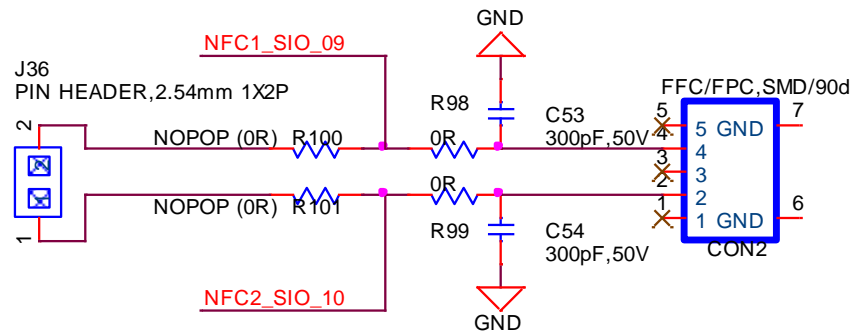 GND
NFC1_SIO_09
J36
PIN HEADER,2.54mm 1X2P
FFC/FPC,SMD/90d
R98
C53
300pF,50V
2
NOPOP (0R)
R100
0R
5
5
GND
7
4
4
3
3
0R
2
2
NOPOP (0R)
R101
1
1
GND
6
1
R99
C54
300pF,50V
CON2
NFC2_SIO_10
GND